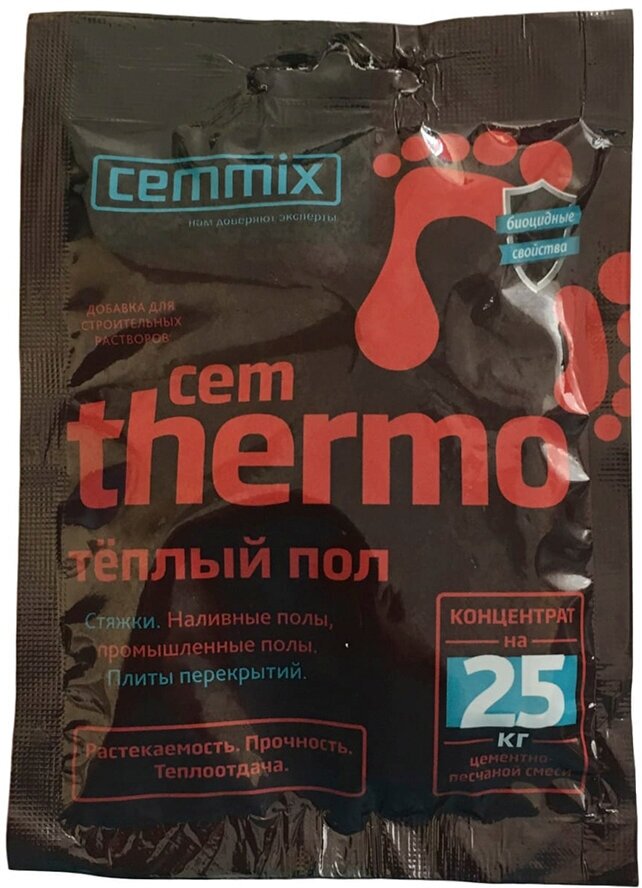 cemmix
нам доверяют эксперты
биоцидные
свойства
ДОБАВКА ДЛЯ
СТРОИТЕЛЬНЫХ
РАСТВОРОВ
cem
thermo
тёплый пол
Стяжки. Наливные полы,
промышленные полы.
Плиты перекрытий.
Растекаемость. Прочность.
Теплоотдача.
КОНЦЕНТРАТ
на
25
кг
цементно-
песчаной смеси